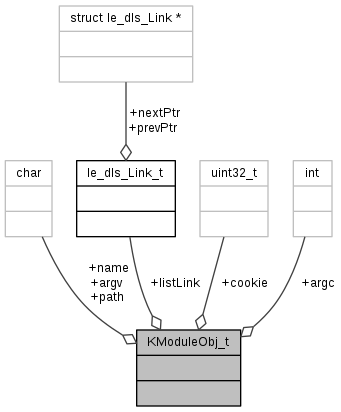 struct le_dls_Link *
+nextPtr
+prevPtr
char
le_dls_Link_t
uint32_t
int
+name
+argv
+path
+listLink
+cookie
+argc
KModuleObj_t